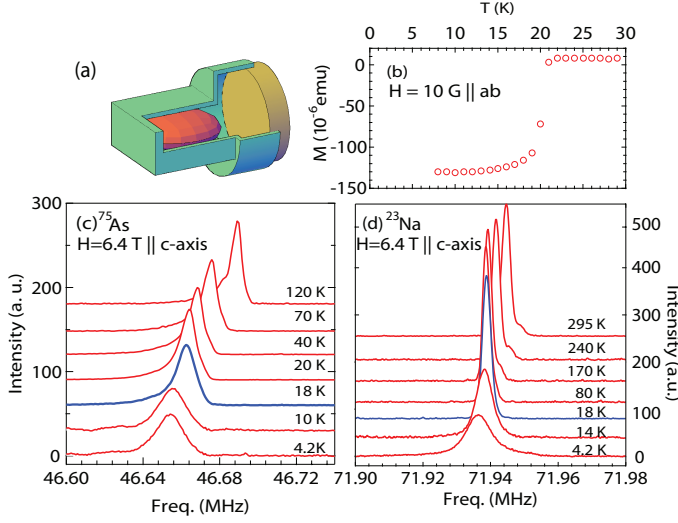 T (K)
0 5 10 15 20 25 30
(a)
(b)
H = 10 G || ab
M (10⁻⁶emu)
0
-50
-100
-150
300
200
100
0
Intensity (a. u.)
(c) ⁷⁵As
H=6.4 T || c-axis
120 K
70 K
40 K
20 K
18 K
10 K
4.2K
46.60 46.64 46.68 46.72
Freq. (MHz)
(d) ²³Na
H=6.4T || c-axis
295 K
240 K
170 K
80 K
18 K
14 K
4.2 K
500
400
300
200
100
0
Intensity (a. u.)
71.90 71.92 71.94 71.96 71.98
Freq. (MHz)